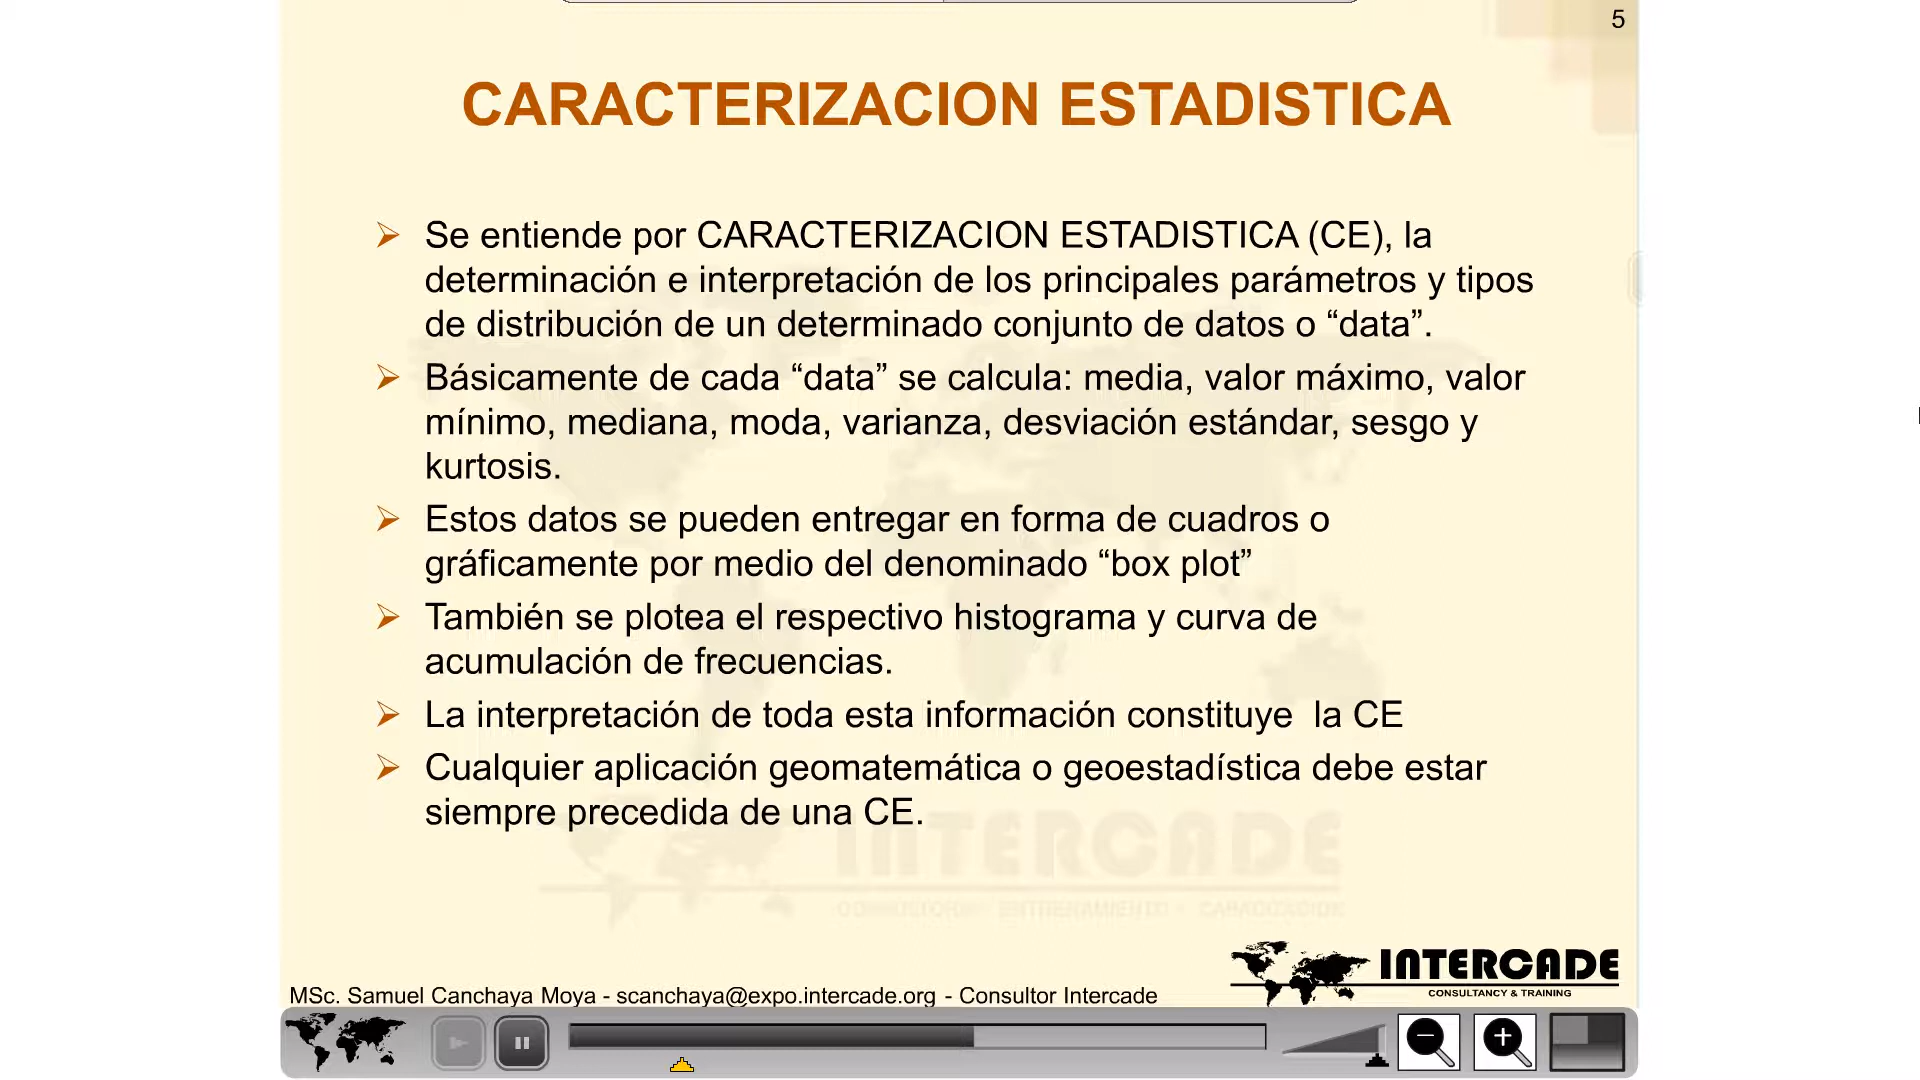 5
CARACTERIZACION ESTADISTICA
Se entiende por CARACTERIZACION ESTADISTICA (CE), la
determinación e interpretación de los principales parámetros y tipos
de distribución de un determinado conjunto de datos o “data”.
Básicamente de cada “data” se calcula: media, valor máximo, valor
mínimo, mediana, moda, varianza, desviación estándar, sesgo y
kurtosis.
Estos datos se pueden entregar en forma de cuadros o
gráficamente por medio del denominado “box plot”
También se plotea el respectivo histograma y curva de
acumulación de frecuencias.
La interpretación de toda esta información constituye  la CE
Cualquier aplicación geomatemática o geoestadística debe estar
siempre precedida de una CE.
INTERCADE
CONSULTORIA - ENTRENAMIENTO - CAPACITACION
INTERCADE
CONSULTANCY & TRAINING
MSc. Samuel Canchaya Moya - scanchaya@expo.intercade.org - Consultor Intercade